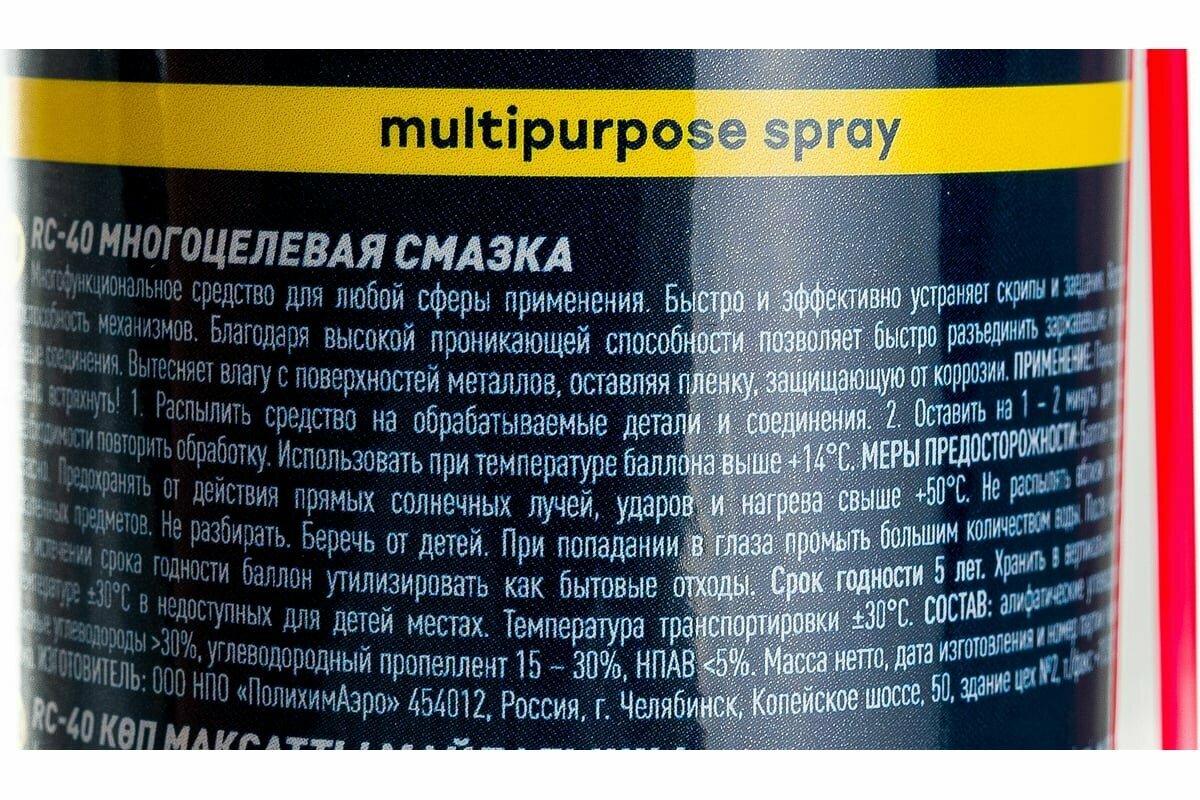 multipurpose spray
RC-40 МНОГОЦЕЛЕВАЯ СМАЗКА
Многофункциональное средство для любой сферы применения. Быстро и эффективно устраняет скрипы и заедания.
механизмов. Благодаря высокой проникающей способности позволяет быстро разъединить заржавевшие и
соединения. Вытесняет влагу с поверхностей металлов, оставляя пленку, защищающую от коррозии. ПРИМЕНЕНИЕ:
встряхнуть! 1. Распылить средство на обрабатываемые детали и соединения. 2. Оставить на 1 – 2 минуты
повторить обработку. Использовать при температуре баллона выше +14°С. МЕРЫ ПРЕДОСТОРОЖНОСТИ: Баллон
Предохранять от действия прямых солнечных лучей, ударов и нагрева свыше +50°С. Не распылять вблизи
предметов. Не разбирать. Беречь от детей. При попадании в глаза промыть большим количеством воды.
истечении срока годности баллон утилизировать как бытовые отходы. Срок годности 5 лет. Хранить в
±30°С в недоступных для детей местах. Температура транспортировки ±30°С. СОСТАВ: алифатические
углеводороды >30%, углеводородный пропеллент 15 – 30%, НПАВ <5%. Масса нетто, дата изготовления и номер партии
ИЗГОТОВИТЕЛЬ: ООО НПО «ПолихимАэро» 454012, Россия, г. Челябинск, Копейское шоссе, 50, здание цех №2,
RC-40 КӨП МАКСАТТЫ